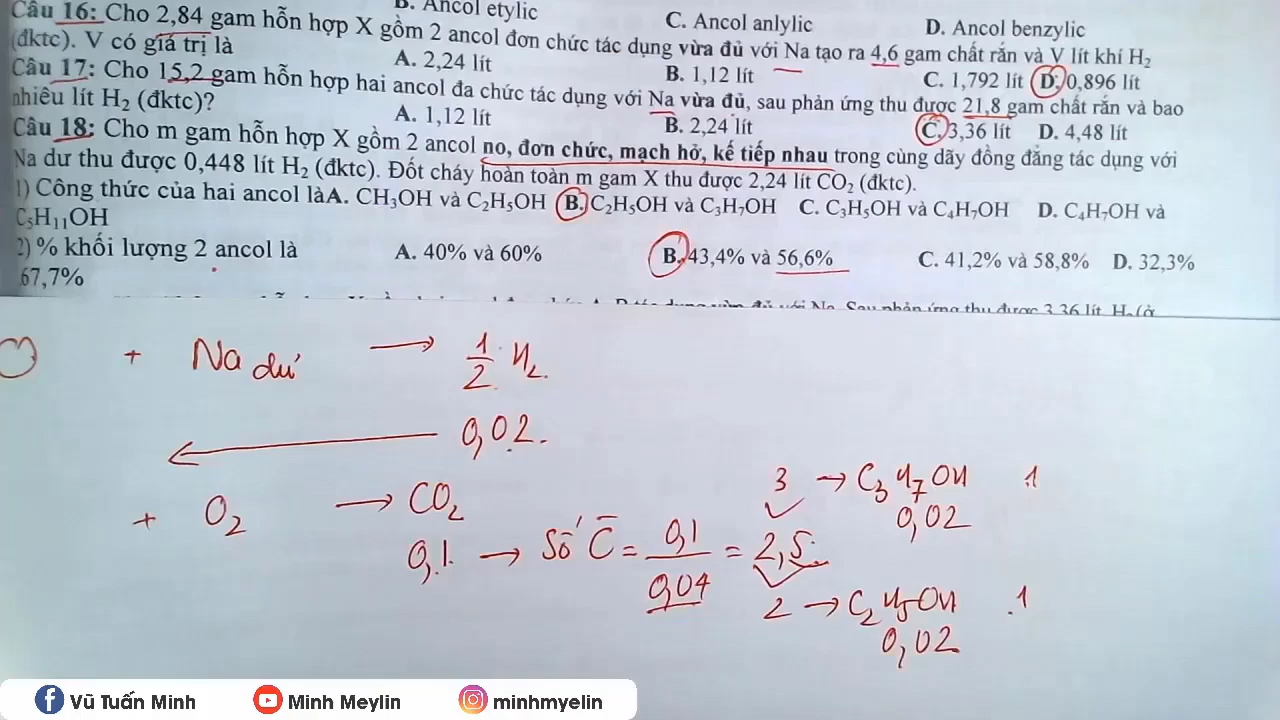 B. Ancol etylic C. Ancol anlylic D. Ancol benzylic
Câu 16: Cho 2,84 gam hỗn hợp X gồm 2 ancol đơn chức tác dụng vừa đủ với Na tạo ra 4,6 gam chất rắn và V lít khí H₂
(đktc). V có giá trị là A. 2,24 lít B. 1,12 lít C. 1,792 lít D. 0,896 lít
Câu 17: Cho 15,2 gam hỗn hợp hai ancol đa chức tác dụng với Na vừa đủ, sau phản ứng thu được 21,8 gam chất rắn và bao
nhiêu lít H₂ (đktc)? A. 1,12 lít B. 2,24 lít C. 3,36 lít D. 4,48 lít
Câu 18: Cho m gam hỗn hợp X gồm 2 ancol no, đơn chức, mạch hở, kế tiếp nhau trong cùng dãy đồng đẳng tác dụng với
Na dư thu được 0,448 lít H₂ (đktc). Đốt cháy hoàn toàn m gam X thu được 2,24 lít CO₂ (đktc).
1) Công thức của hai ancol làA. CH₃OH và C₂H₅OH B. C₂H₅OH và C₃H₇OH C. C₃H₅OH và C₄H₇OH D. C₄H₇OH và
C₅H₁₁OH
2) % khối lượng 2 ancol là A. 40% và 60% B. 43,4% và 56,6% C. 41,2% và 58,8% D. 32,3%
67,7%
+ Na dư → 1/2 H₂
0,02.
+ O₂ → CO₂
3 → C₃H₇OH .1
0,02
0,1. → Số C̄ = 0,1/0,04 = 2,5.
2 → C₂H₅OH .1
0,02
Vũ Tuấn Minh Minh Meylin minhmyelin